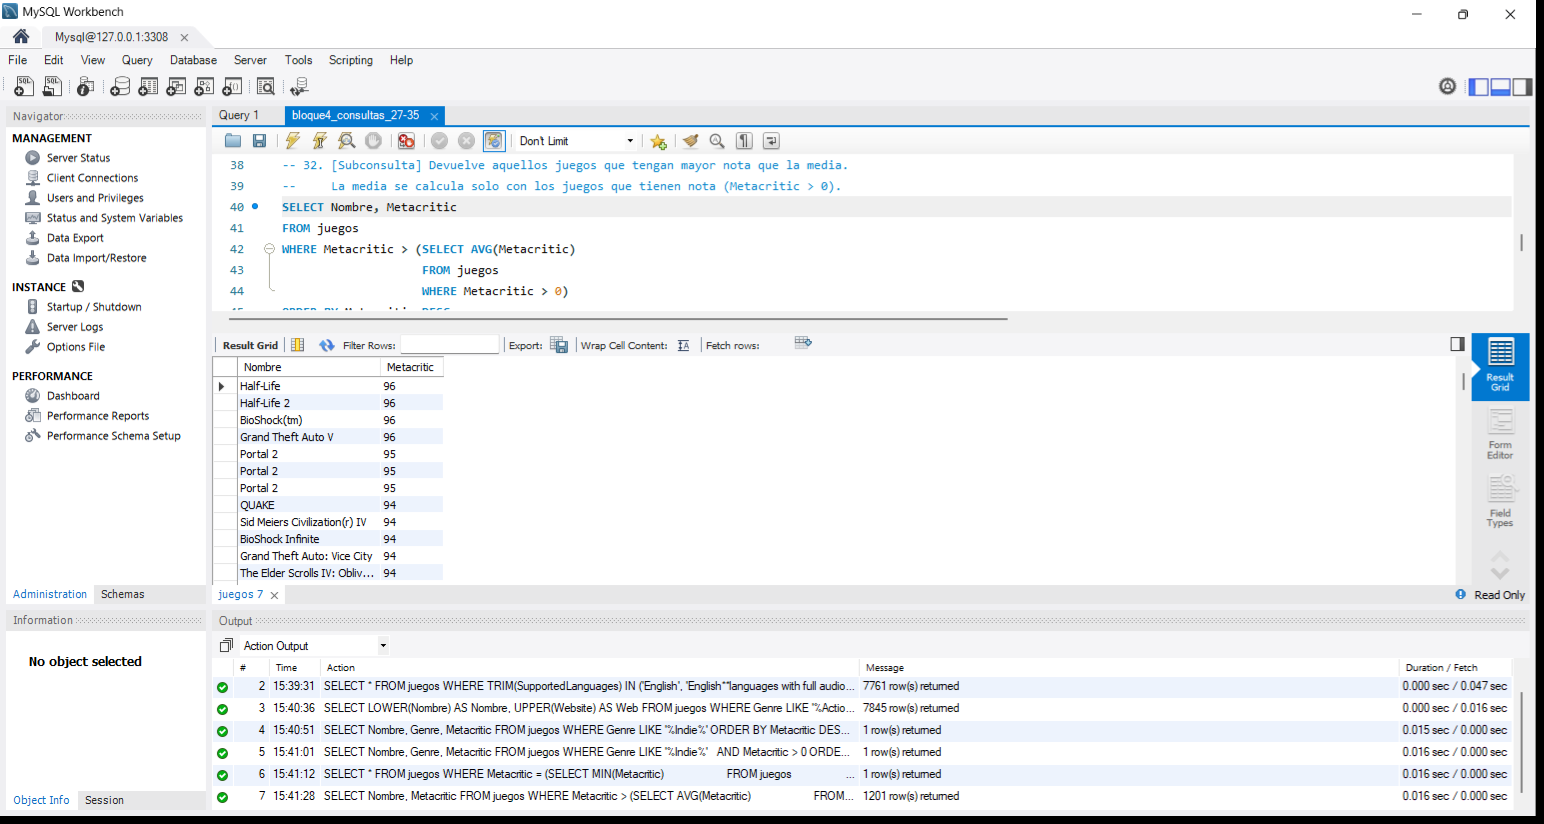 MySQL Workbench
Mysql@127.0.0.1:3308
File Edit View Query Database Server Tools Scripting Help
Navigator
MANAGEMENT
Server Status
Client Connections
Users and Privileges
Status and System Variables
Data Export
Data Import/Restore
INSTANCE
Startup / Shutdown
Server Logs
Options File
PERFORMANCE
Dashboard
Performance Reports
Performance Schema Setup
Administration Schemas
Information
No object selected
Object Info Session
Query 1 bloque4_consultas_27-35
Don't Limit
38 -- 32. [Subconsulta] Devuelve aquellos juegos que tengan mayor nota que la media.
39 -- La media se calcula solo con los juegos que tienen nota (Metacritic > 0).
40 SELECT Nombre, Metacritic
41 FROM juegos
42 WHERE Metacritic > (SELECT AVG(Metacritic)
43 FROM juegos
44 WHERE Metacritic > 0)
Result Grid Filter Rows: Export: Wrap Cell Content: Fetch rows:
Nombre Metacritic
Half-Life 96
Half-Life 2 96
BioShock(tm) 96
Grand Theft Auto V 96
Portal 2 95
Portal 2 95
Portal 2 95
QUAKE 94
Sid Meiers Civilization(r) IV 94
BioShock Infinite 94
Grand Theft Auto: Vice City 94
The Elder Scrolls IV: Obliv... 94
Result Grid
Form Editor
Field Types
juegos 7
Read Only
Output
Action Output
# Time Action Message Duration / Fetch
2 15:39:31 SELECT * FROM juegos WHERE TRIM(SupportedLanguages) IN ('English', 'English**languages with full audio... 7761 row(s) returned 0.000 sec / 0.047 sec
3 15:40:36 SELECT LOWER(Nombre) AS Nombre, UPPER(Website) AS Web FROM juegos WHERE Genre LIKE '%Actio... 7845 row(s) returned 0.000 sec / 0.016 sec
4 15:40:51 SELECT Nombre, Genre, Metacritic FROM juegos WHERE Genre LIKE '%Indie%' ORDER BY Metacritic DES... 1 row(s) returned 0.015 sec / 0.000 sec
5 15:41:01 SELECT Nombre, Genre, Metacritic FROM juegos WHERE Genre LIKE '%Indie%' AND Metacritic > 0 ORDE... 1 row(s) returned 0.016 sec / 0.000 sec
6 15:41:12 SELECT * FROM juegos WHERE Metacritic = (SELECT MIN(Metacritic) FROM juegos ... 1 row(s) returned 0.016 sec / 0.000 sec
7 15:41:28 SELECT Nombre, Metacritic FROM juegos WHERE Metacritic > (SELECT AVG(Metacritic) FROM... 1201 row(s) returned 0.016 sec / 0.000 sec